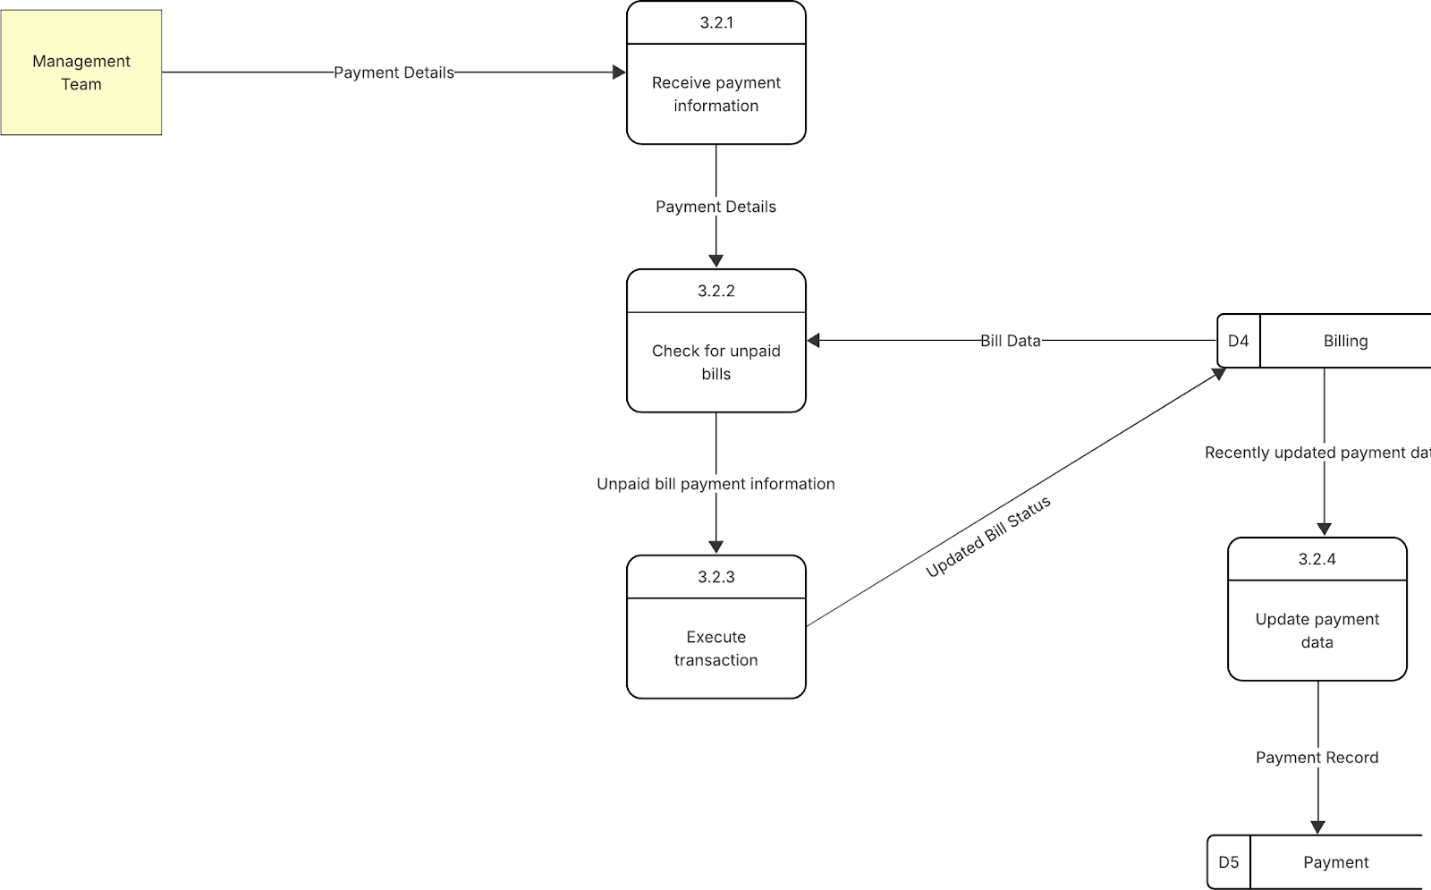 3.2.1
Management
Team
Payment Details
Receive payment
information
Payment Details
3.2.2
Check for unpaid
bills
Bill Data
D4
Billing
Recently updated payment dat
Unpaid bill payment information
Updated Bill Status
3.2.3
Execute
transaction
3.2.4
Update payment
data
Payment Record
D5
Payment